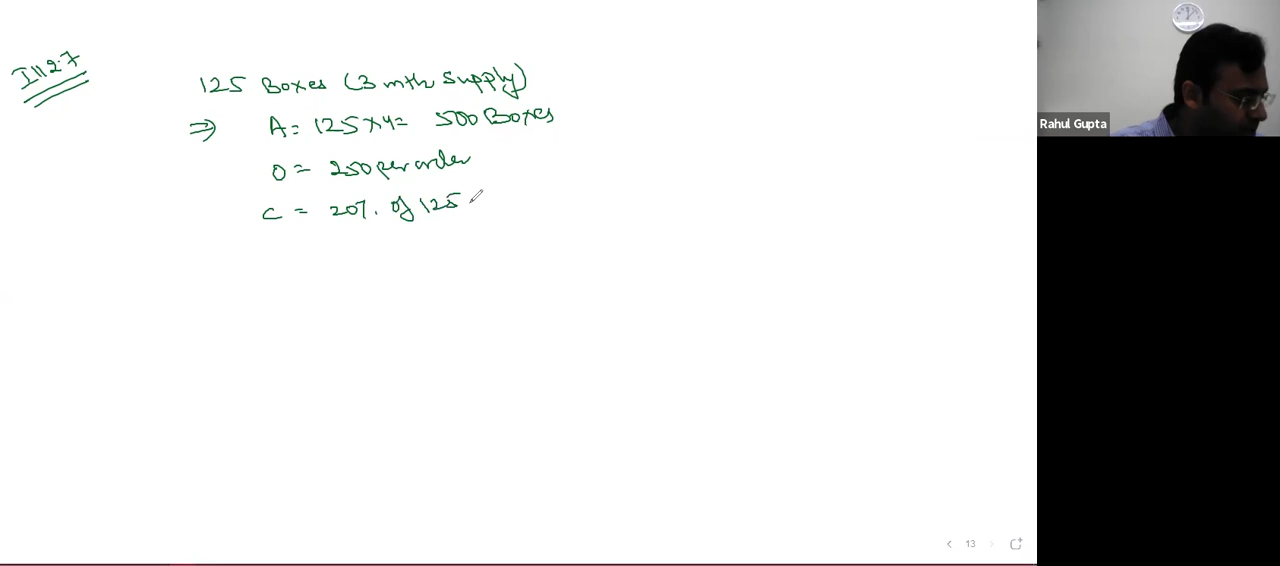 Ill 2.7
125 Boxes (3 mth supply)
⇒ A = 125 x 4 = 500 Boxes
O = 250 per order
C = 20%. of 125
Rahul Gupta
13